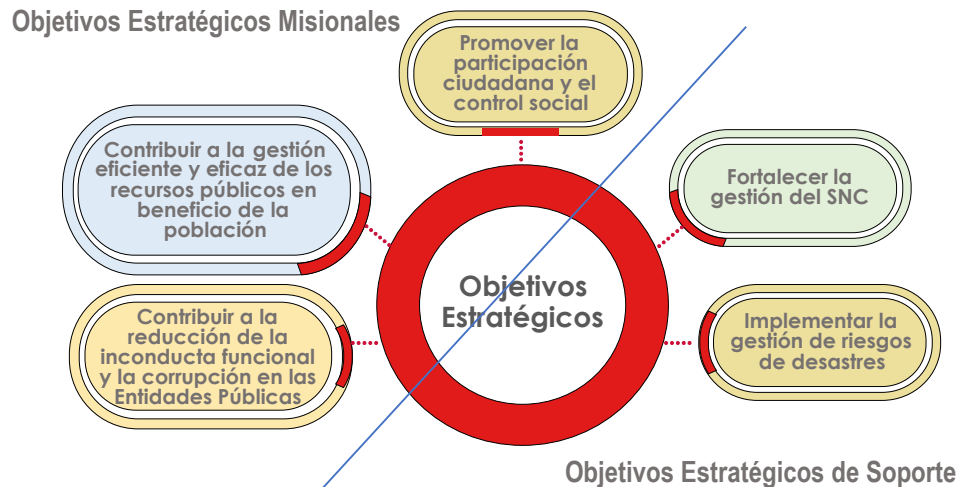 Objetivos Estratégicos Misionales
Promover la
participación
ciudadana y el
control social
Contribuir a la gestión
eficiente y eficaz de los
recursos públicos en
beneficio de la
población
Fortalecer la
gestión del SNC
Objetivos
Estratégicos
Contribuir a la
reducción de la
inconducta funcional
y la corrupción en las
Entidades Públicas
Implementar la
gestión de riesgos
de desastres
Objetivos Estratégicos de Soporte